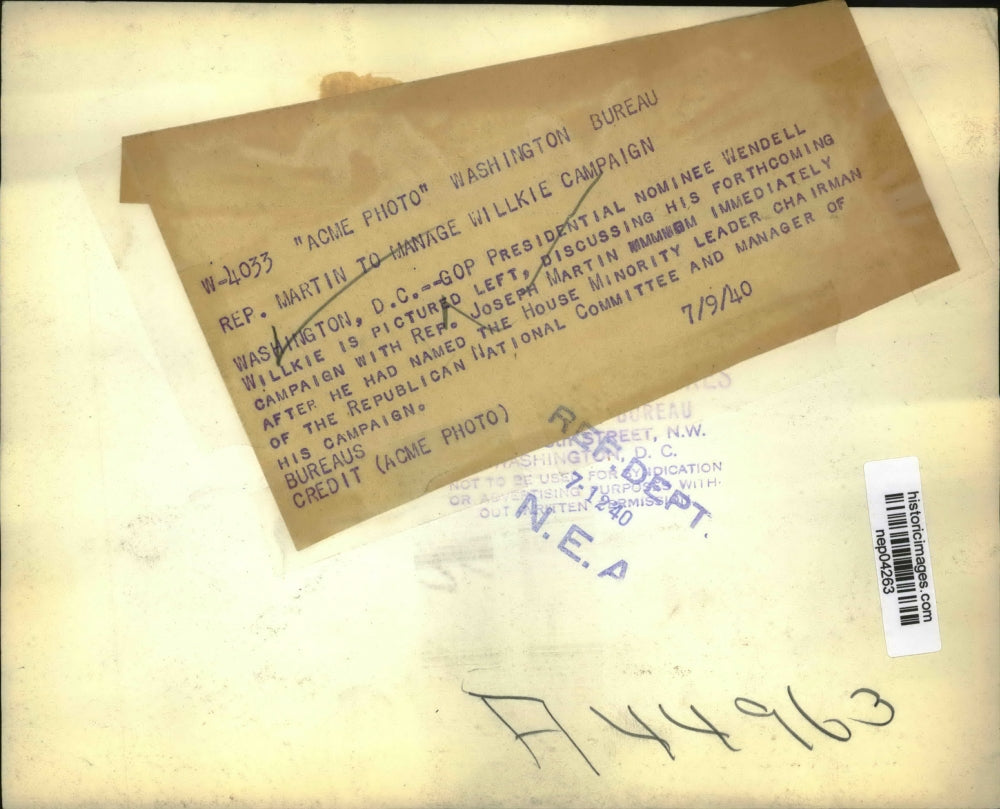 W-4033 "ACME PHOTO" WASHINGTON BUREAU
REP. MARTIN TO MANAGE WILLKIE CAMPAIGN
WASHINGTON, D.C.--GOP PRESIDENTIAL NOMINEE WENDELL
WILLKIE IS PICTURED LEFT, DISCUSSING HIS FORTHCOMING
CAMPAIGN WITH REP. JOSEPH MARTIN IMMEDIATELY
AFTER HE HAD NAMED THE HOUSE MINORITY LEADER CHAIRMAN
OF THE REPUBLICAN NATIONAL COMMITTEE AND MANAGER OF
HIS CAMPAIGN.
BUREAUS 7/9/40
CREDIT (ACME PHOTO)
BUREAU
STREET, N.W.
WASHINGTON, D. C.
NOT TO BE USED FOR SYNDICATION
OR ADVERTISING PURPOSES WITH-
OUT WRITTEN PERMISSION
REF. DEPT.
7-12-40
N.E.A
historicimages.com
nep04263
A44963